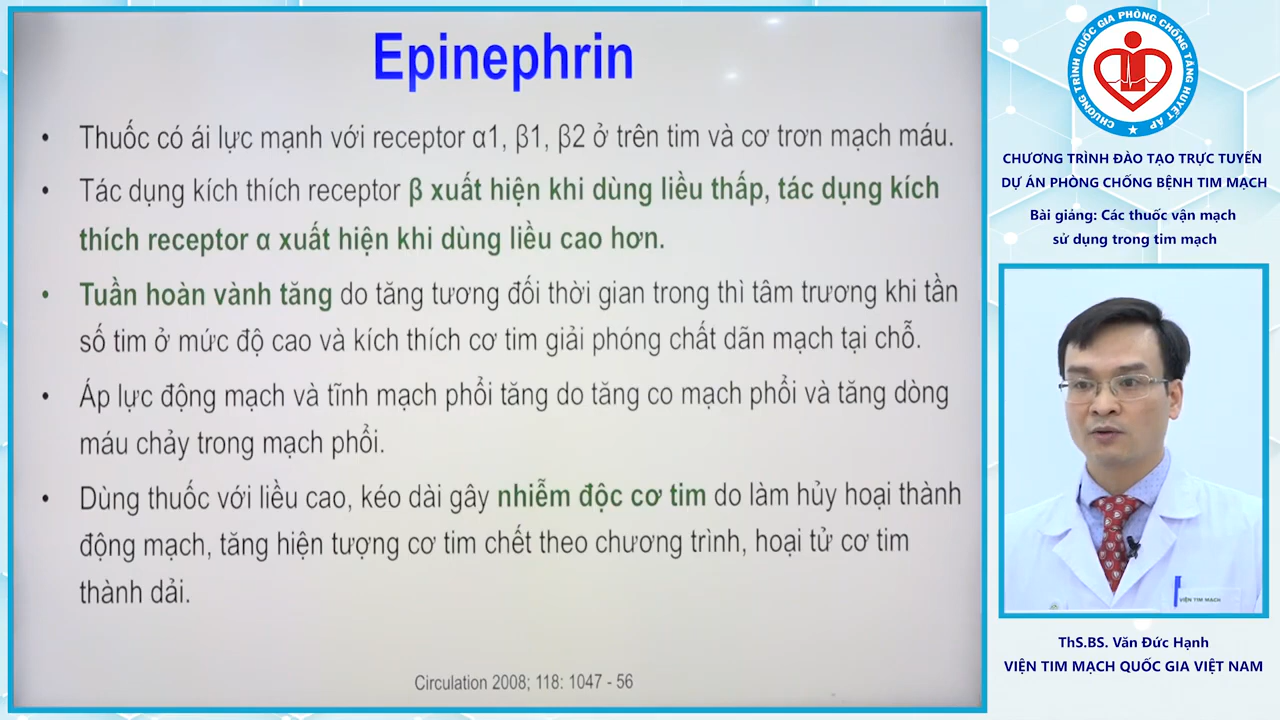 Epinephrin
• Thuốc có ái lực mạnh với receptor α1, β1, β2 ở trên tim và cơ trơn mạch máu.
• Tác dụng kích thích receptor β xuất hiện khi dùng liều thấp, tác dụng kích
thích receptor α xuất hiện khi dùng liều cao hơn.
• Tuần hoàn vành tăng do tăng tương đối thời gian trong thì tâm trương khi tần
số tim ở mức độ cao và kích thích cơ tim giải phóng chất dãn mạch tại chỗ.
• Áp lực động mạch và tĩnh mạch phổi tăng do tăng co mạch phổi và tăng dòng
máu chảy trong mạch phổi.
• Dùng thuốc với liều cao, kéo dài gây nhiễm độc cơ tim do làm hủy hoại thành
động mạch, tăng hiện tượng cơ tim chết theo chương trình, hoại tử cơ tim
thành dải.
Circulation 2008; 118: 1047 - 56
CHƯƠNG TRÌNH QUỐC GIA PHÒNG CHỐNG TĂNG HUYẾT ÁP
CHƯƠNG TRÌNH ĐÀO TẠO TRỰC TUYẾN
DỰ ÁN PHÒNG CHỐNG BỆNH TIM MẠCH
Bài giảng: Các thuốc vận mạch
sử dụng trong tim mạch
VIỆN TIM MẠCH
ThS.BS. Văn Đức Hạnh
VIỆN TIM MẠCH QUỐC GIA VIỆT NAM